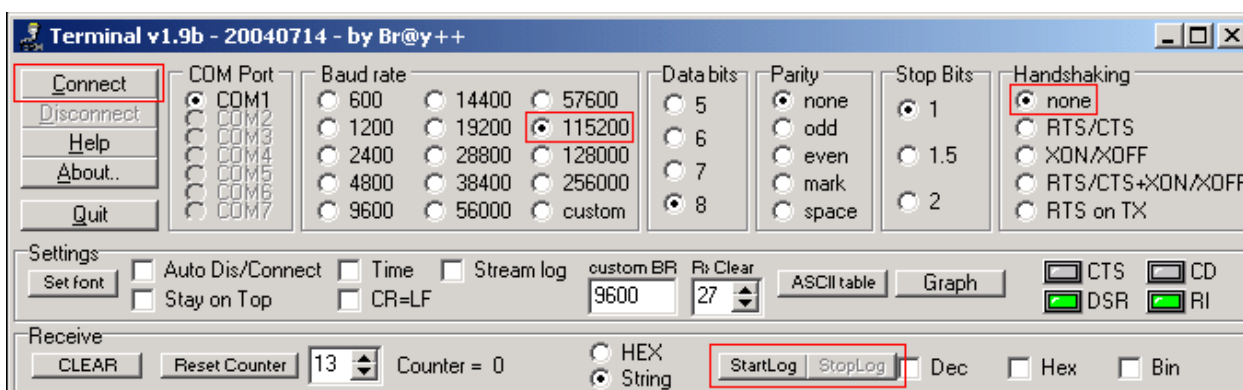 Terminal v1.9b - 20040714 - by Br@y++
Connect
Disconnect
Help
About..
Quit
COM Port
COM1
COM2
COM3
COM4
COM5
COM6
COM7
Baud rate
600
1200
2400
4800
9600
14400
19200
28800
38400
56000
57600
115200
128000
256000
custom
Data bits
5
6
7
8
Parity
none
odd
even
mark
space
Stop Bits
1
1.5
2
Handshaking
none
RTS/CTS
XON/XOFF
RTS/CTS+XON/XOFF
RTS on TX
Settings
Set font
Auto Dis/Connect
Stay on Top
Time
CR=LF
Stream log
custom BR
9600
Rx Clear
27
ASCII table
Graph
CTS
CD
DSR
RI
Receive
CLEAR
Reset Counter
13
Counter = 0
HEX
String
StartLog
StopLog
Dec
Hex
Bin